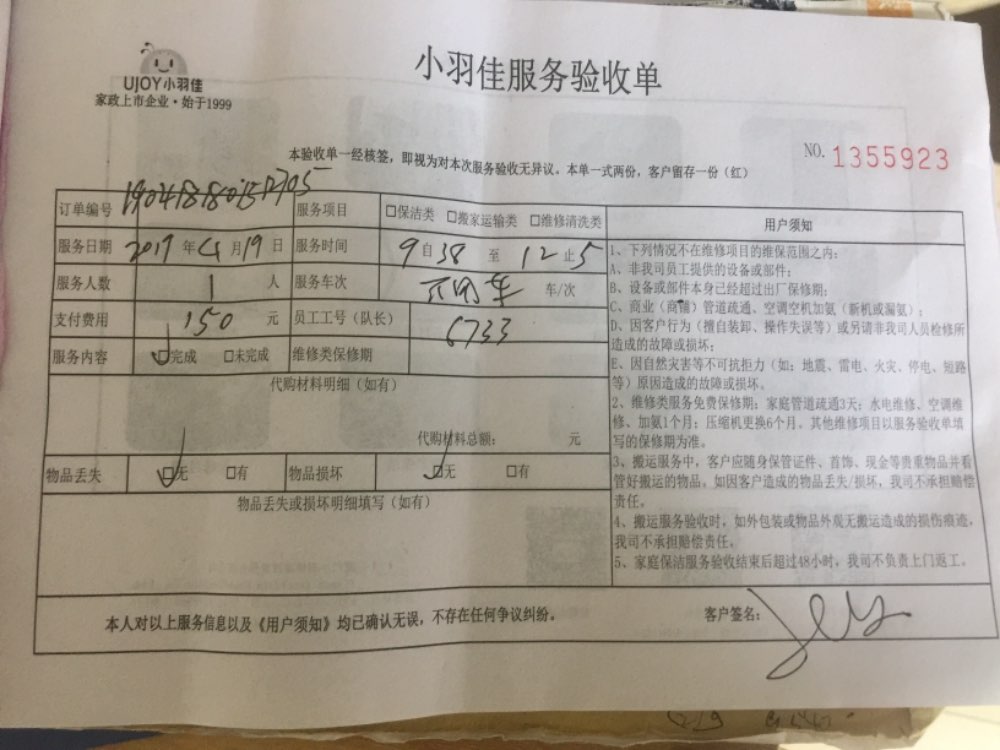 UJOY小羽佳
家政上市企业·始于1999
小羽佳服务验收单
本验收单一经核签，即视为对本次服务验收无异议。本单一式两份，客户留存一份（红）
NO. 1355923
订单编号
服务项目 □保洁类 □搬家运输类 □维修清洗类
服务日期 2019年4月19日 服务时间 9自38至12止5
服务人数 1人 服务车次 车/次
支付费用 150元 员工工号（队长） 6733
服务内容 □完成 □未完成 维修类保修期
代购材料明细（如有）
代购材料总额： 元
物品丢失 □无 □有 物品损坏 □无 □有
物品丢失或损坏明细填写（如有）
用户须知
1、下列情况不在维修项目的维保范围之内：
A、非我司员工提供的设备或部件；
B、设备或部件本身已经超过出厂保修期；
C、商业（商铺）管道疏通、空调空机加氨（新机或漏氨）；
D、因客户行为（擅自装卸、操作失误等）或另请非我司人员检修所
造成的故障或损坏；
E、因自然灾害等不可抗拒力（如：地震、雷电、火灾、停电、短路
等）原因造成的故障或损坏。
2、维修类服务免费保修期：家庭管道疏通3天；水电维修、空调维
修、加氨1个月；压缩机更换6个月。其他维修项目以服务验收单填
写的保修期为准。
3、搬运服务中，客户应随身保管证件、首饰、现金等贵重物品并看
管好搬运的物品。如因客户造成的物品丢失/损坏，我司不承担赔偿
责任。
4、搬运服务验收时，如外包装或物品外观无搬运造成的损伤痕迹，
我司不承担赔偿责任。
5、家庭保洁服务验收结束后超过48小时，我司不负责上门返工。
本人对以上服务信息以及《用户须知》均已确认无误，不存在任何争议纠纷。
客户签名：